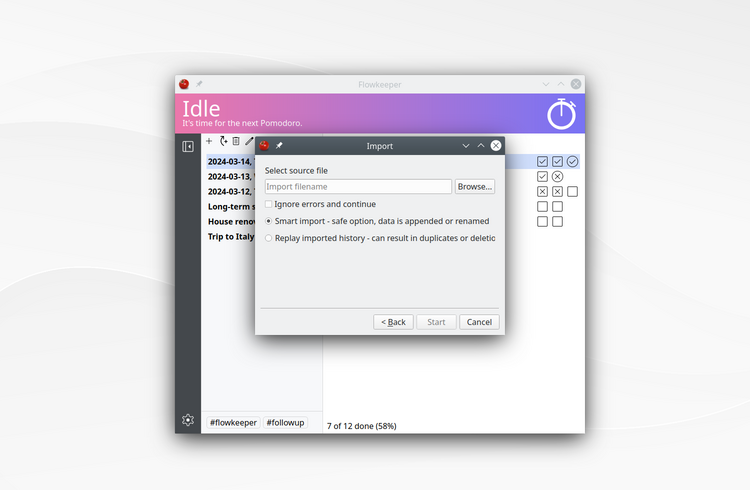 Flowkeeper
Idle
It's time for the next Pomodoro.
Import
2024-03-14,
2024-03-13,
2024-03-12,
Long-term
House
Trip to Italy
Select source file
Import filename
Browse...
Ignore errors and continue
Smart import - safe option, data is appended or renamed
Replay imported history - can result in duplicates or deletic
< Back
Start
Cancel
#flowkeeper
#followup
7 of 12 done (58%)